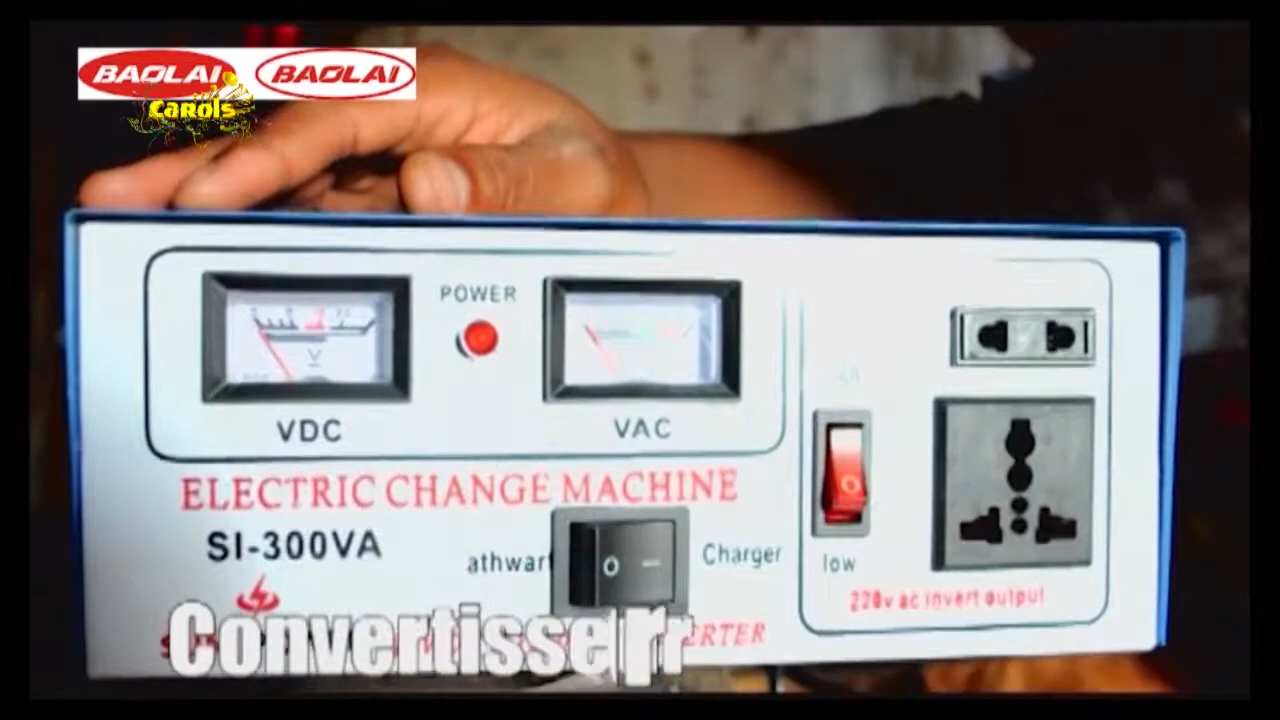 BAOLAI BAOLAI
Carols
POWER
VDC
VAC
ELECTRIC CHANGE MACHINE
SI-300VA
athwart
Charger
low
220v ac invert output
Convertisseur